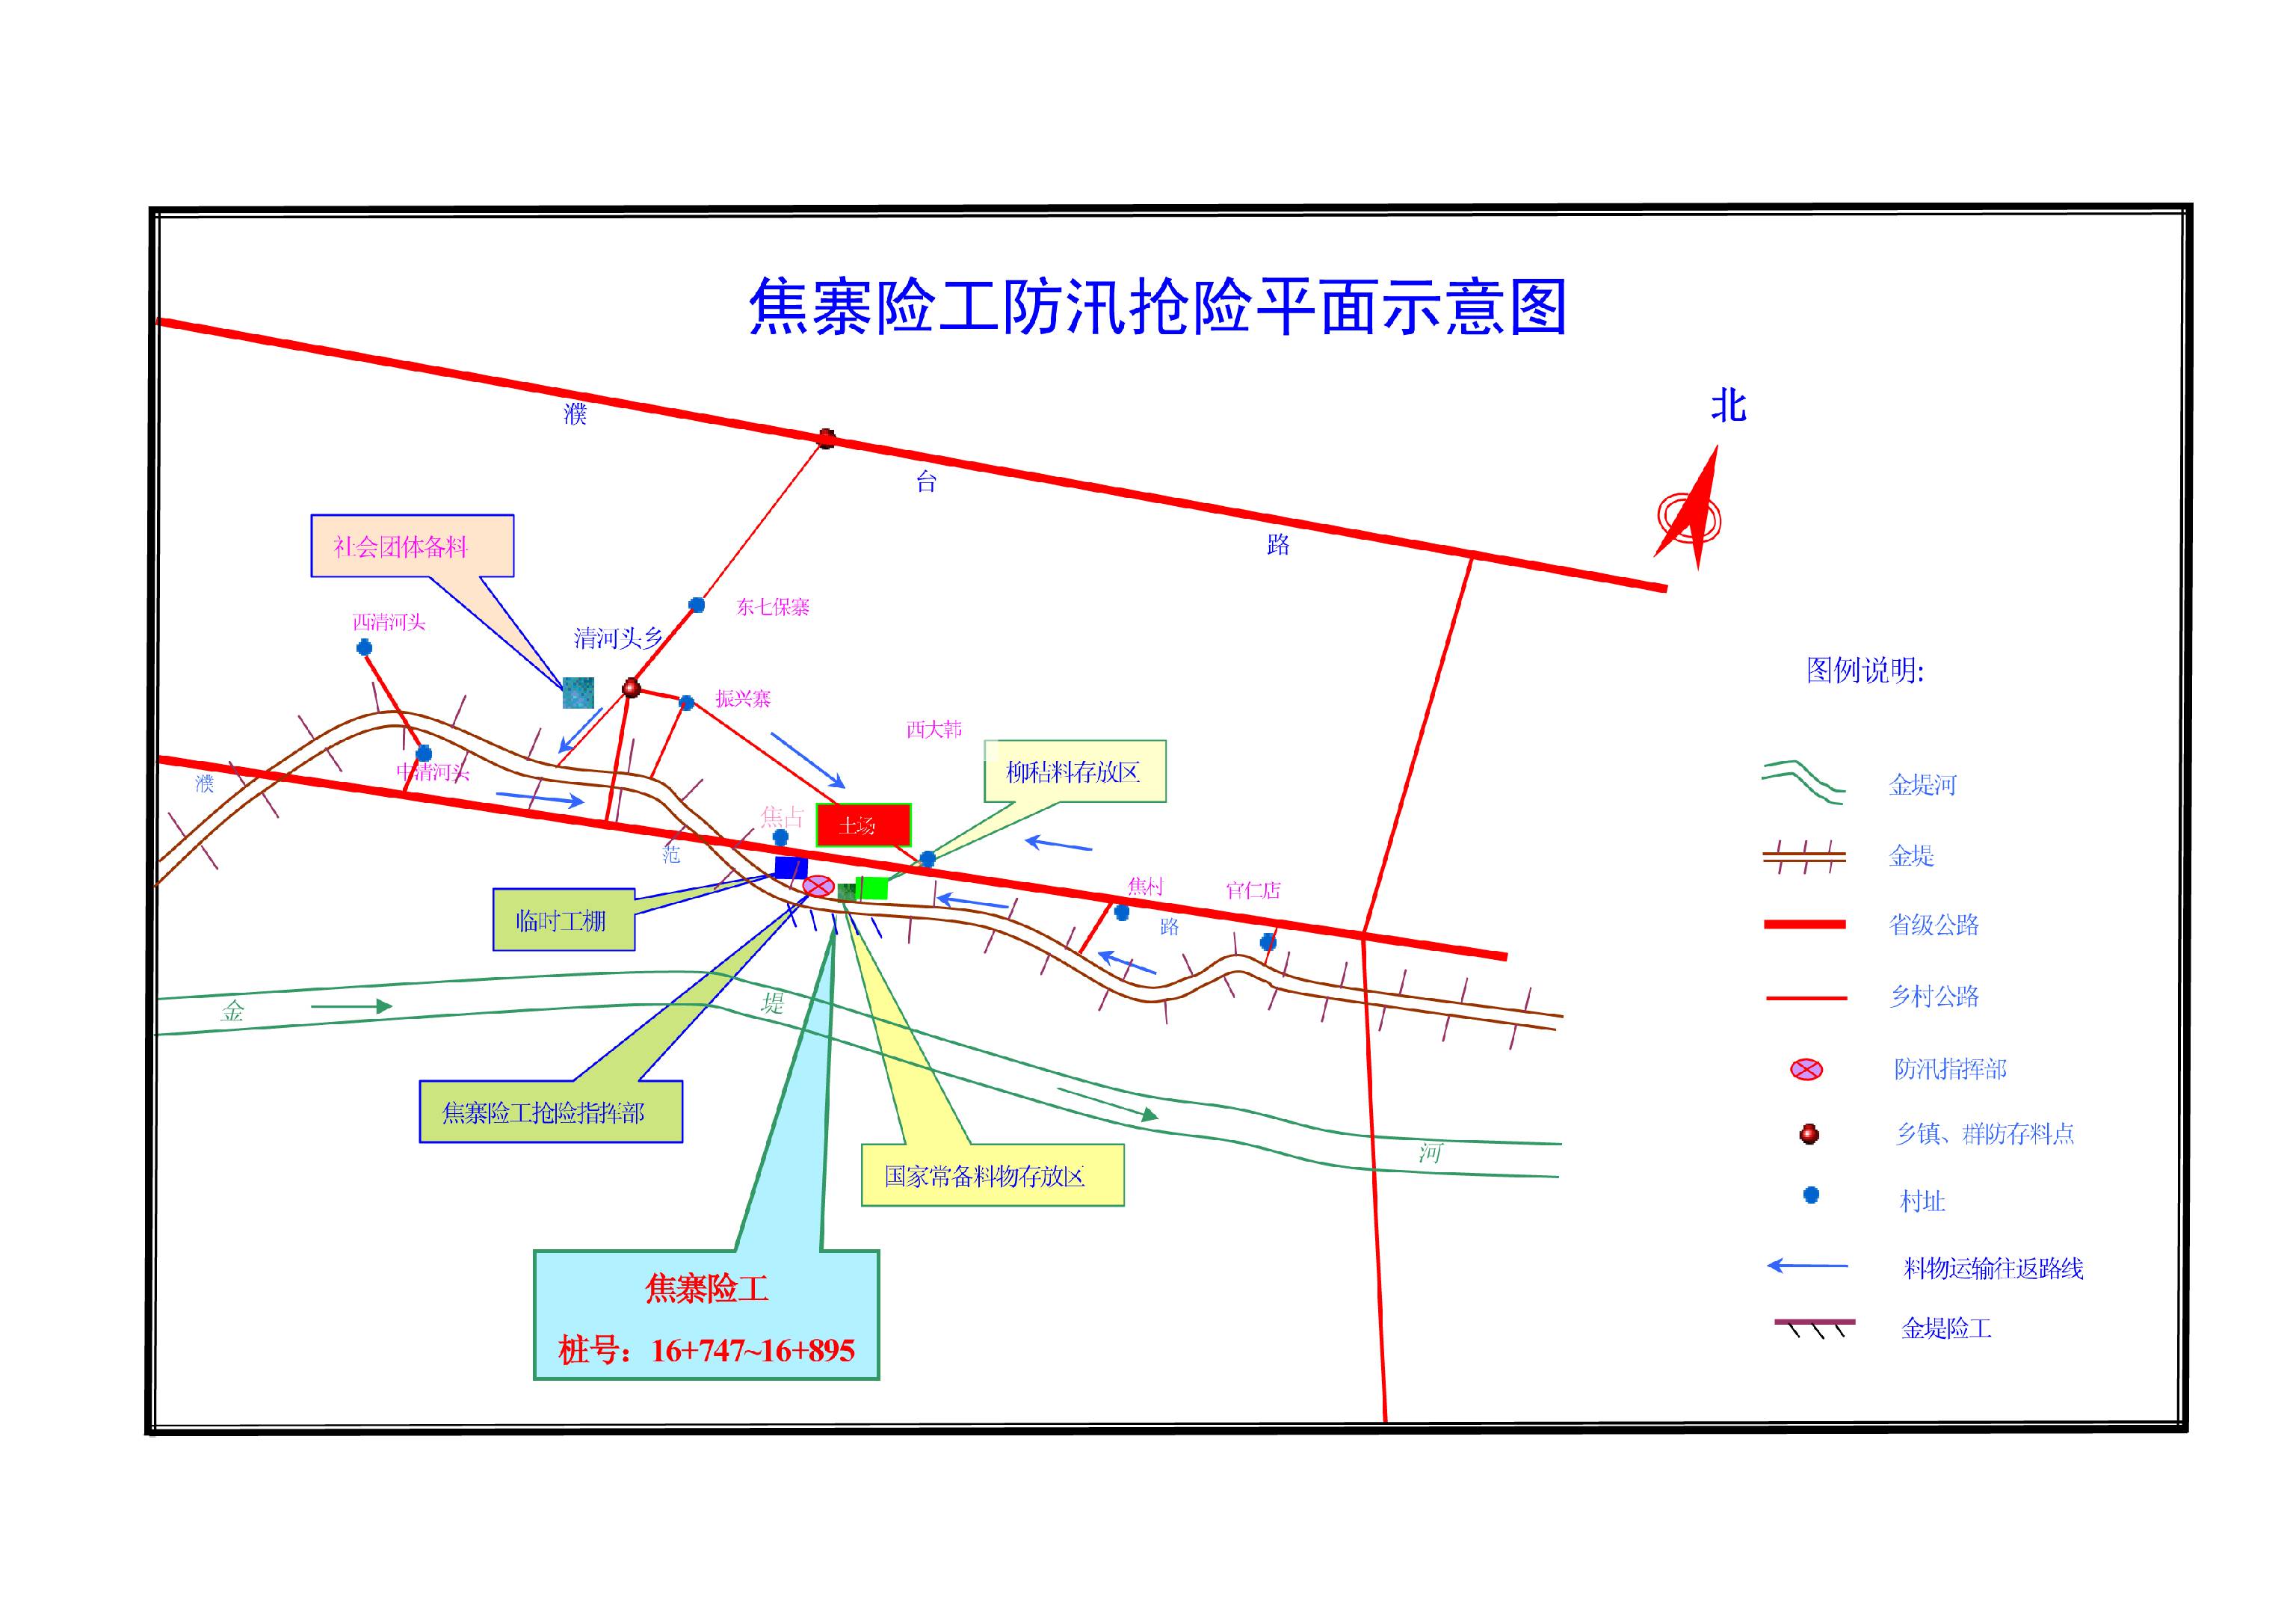 焦寨险工防汛抢险平面示意图
北
濮
台
路
社会团体备料
西清河头
东七保寨
清河头乡
振兴寨
西大韩
图例说明:
柳秸料存放区
中清河头
濮
焦占
土场
范
金堤河
金堤
焦村
官仁店
路
临时工棚
省级公路
金
堤
乡村公路
防汛指挥部
焦寨险工抢险指挥部
乡镇、群防存料点
河
国家常备料物存放区
村址
料物运输往返路线
焦寨险工
金堤险工
桩号：16+747~16+895